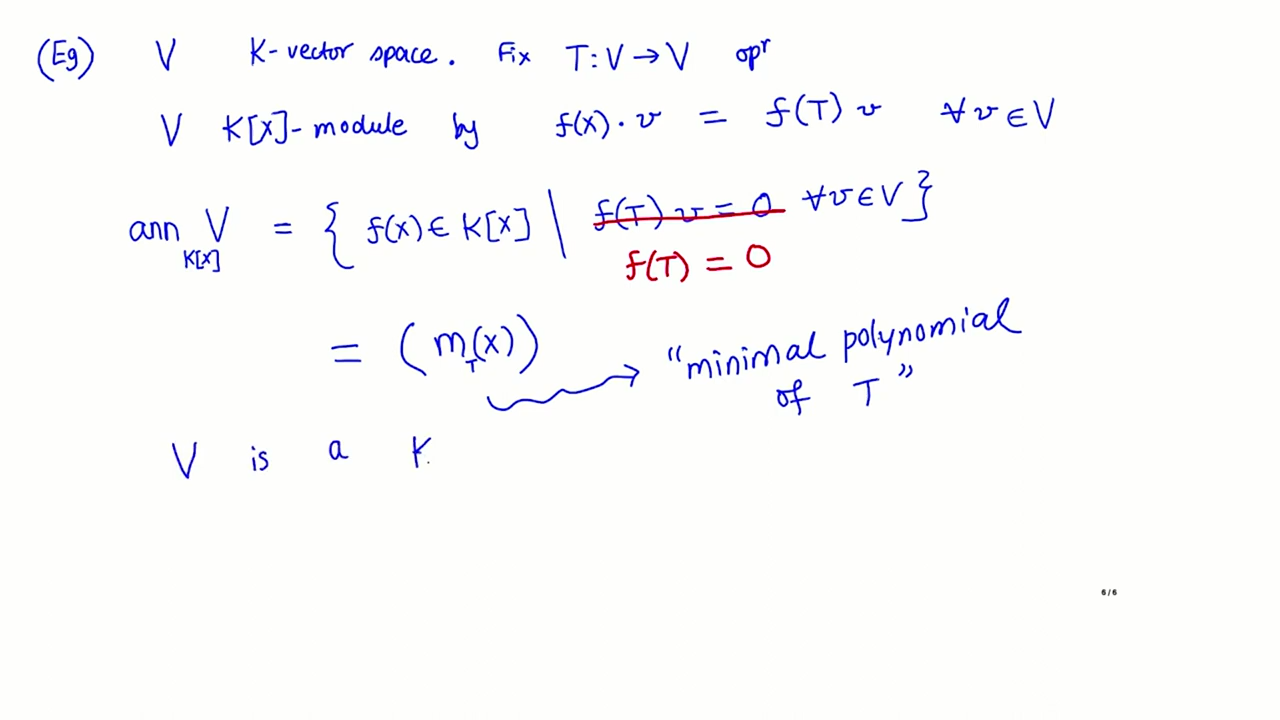 (Eg) V K-vector space. Fix T: V → V opʳ
V K[x]-module by f(x)·v = f(T) v ∀v∈V
ann_{K[x]} V = { f(x) ∈ K[x] | f(T) v = 0 ∀v∈V }
f(T) = 0
= (m_T(x))
"minimal polynomial
of T"
V is a K
6/6